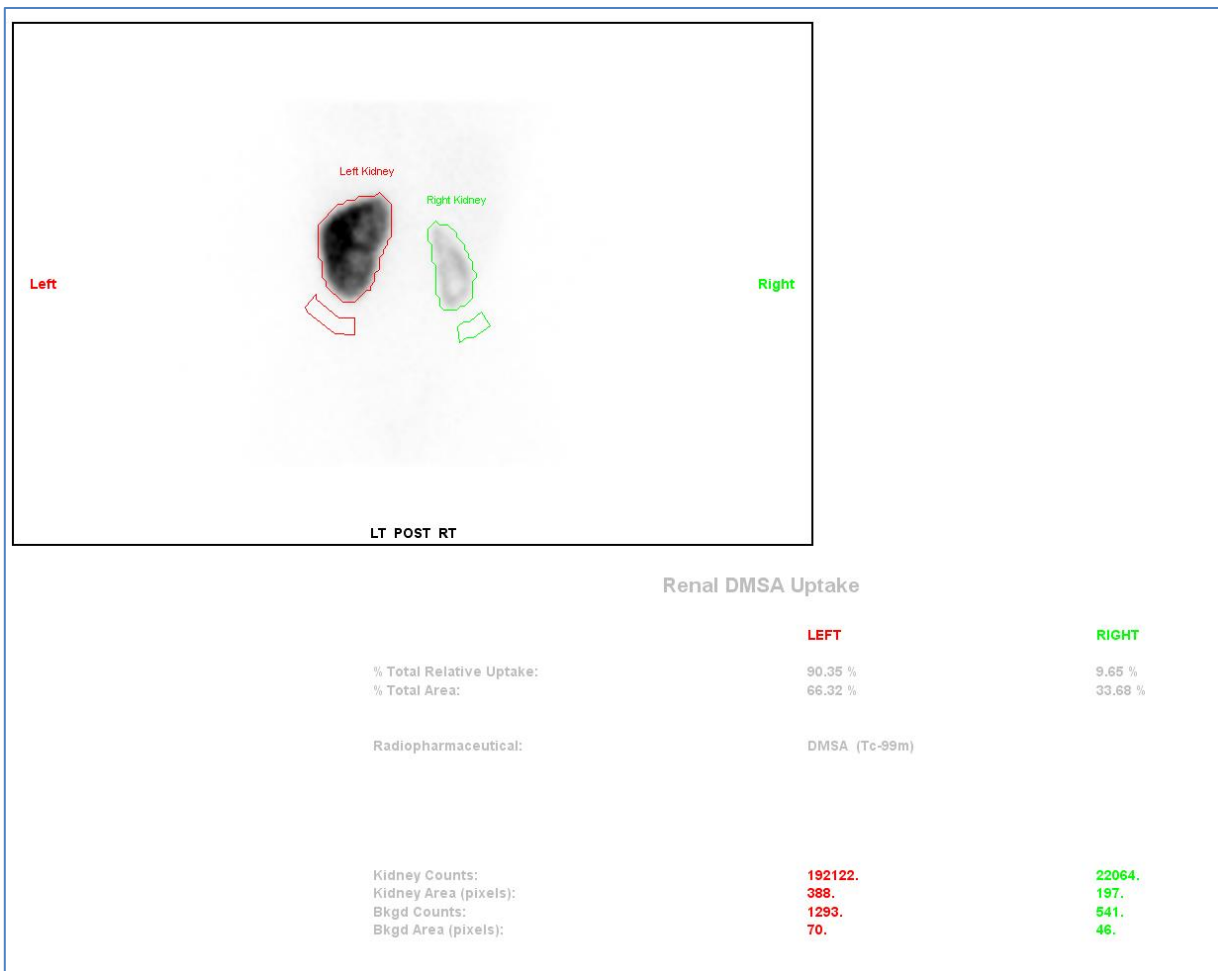 Left Kidney
Right Kidney
Left
Right
LT POST RT
Renal DMSA Uptake
LEFT RIGHT
% Total Relative Uptake: 90.35 % 9.65 %
% Total Area: 66.32 % 33.68 %
Radiopharmaceutical: DMSA (Tc-99m)
Kidney Counts: 192122. 22064.
Kidney Area (pixels): 388. 197.
Bkgd Counts: 1293. 541.
Bkgd Area (pixels): 70. 46.